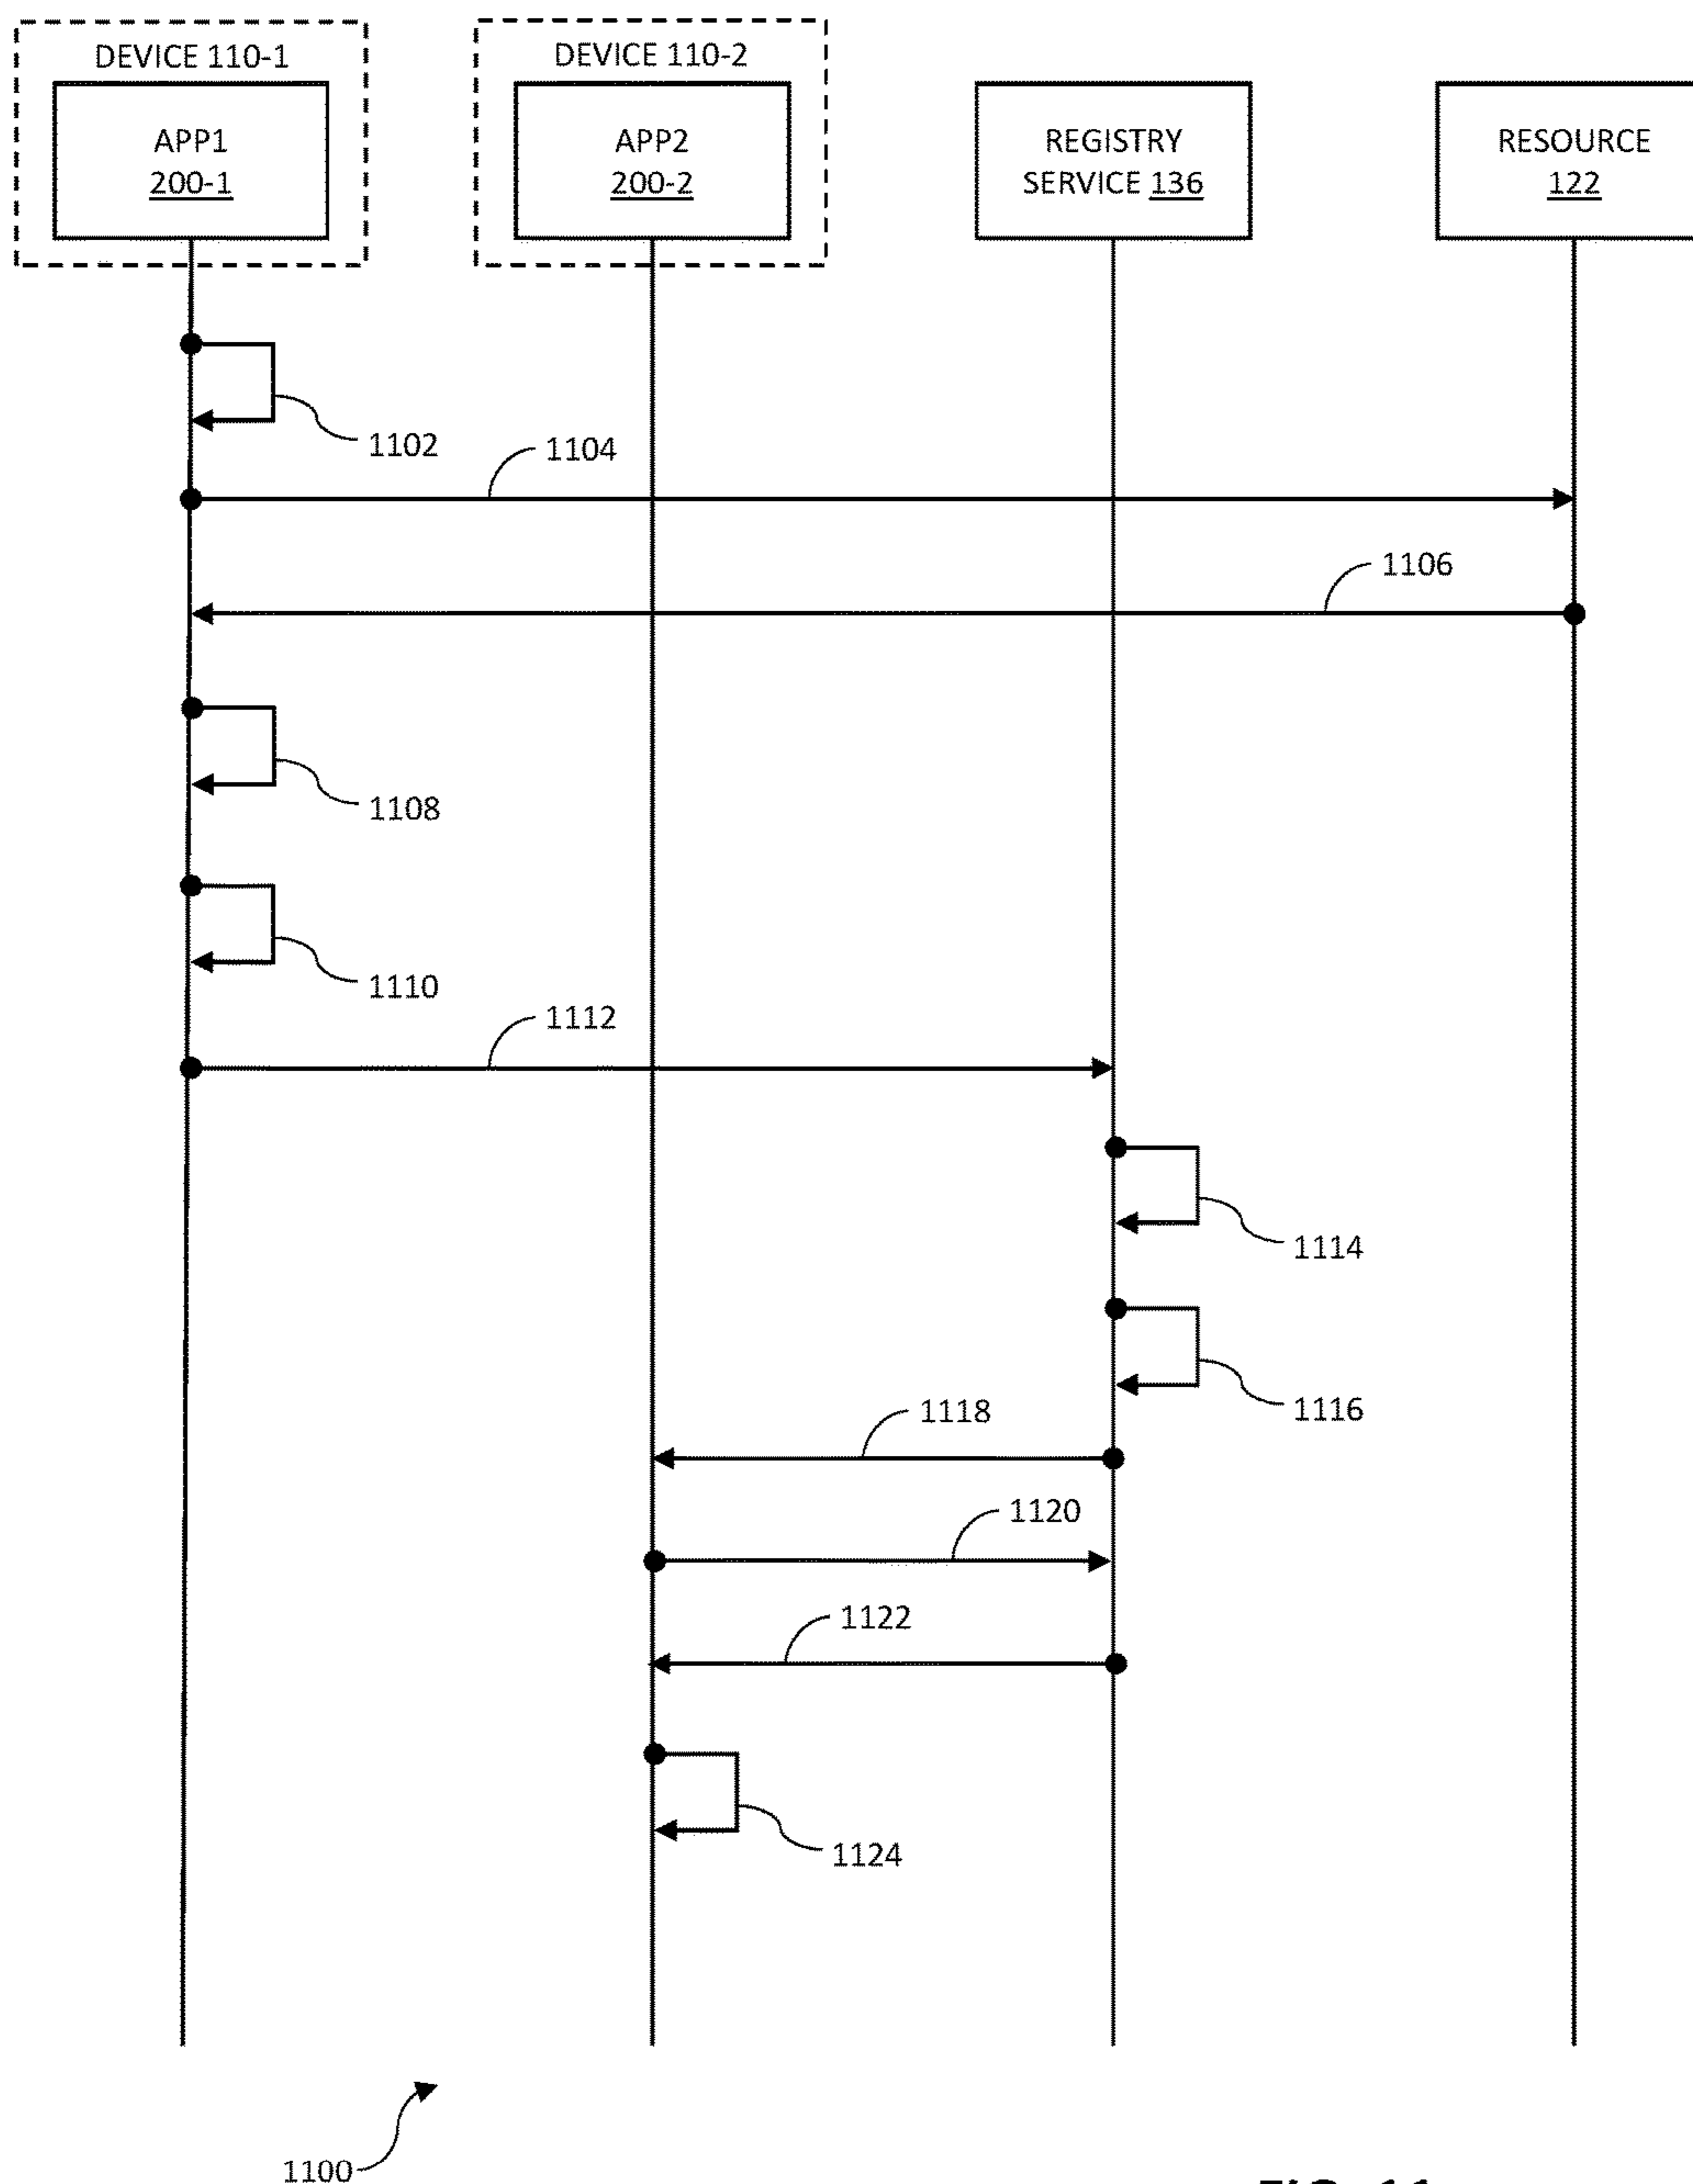 DEVICE 110-1
APP1
200-1
DEVICE 110-2
APP2
200-2
REGISTRY
SERVICE 136
RESOURCE
122
1102
1104
1106
1108
1110
1112
1114
1116
1118
1120
1122
1124
1100